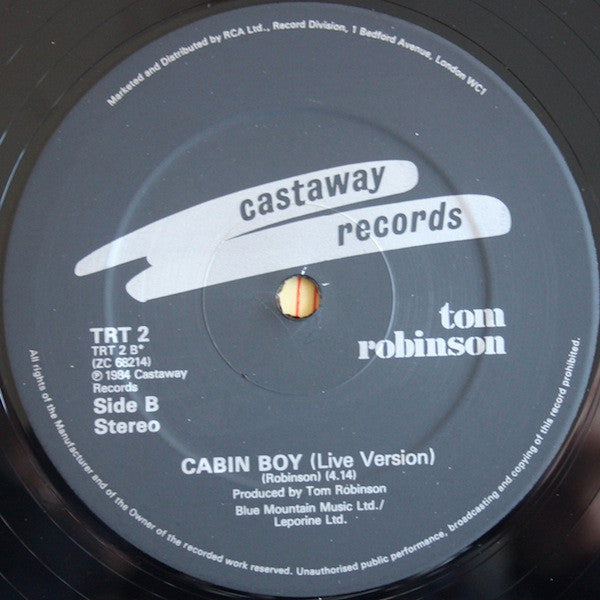 Marketed and Distributed by RCA Ltd., Record Division, 1 Bedford Avenue, London WC1
castaway
records
tom
robinson
TRT 2
TRT 2 B*
(ZC 68214)
℗ 1984 Castaway
Records
Side B
Stereo
CABIN BOY (Live Version)
(Robinson) (4.14)
Produced by Tom Robinson
Blue Mountain Music Ltd./
Leporine Ltd.
All rights of the Manufacturer and of the Owner of the recorded work reserved. Unauthorised public performance, broadcasting and copying of this record prohibited.